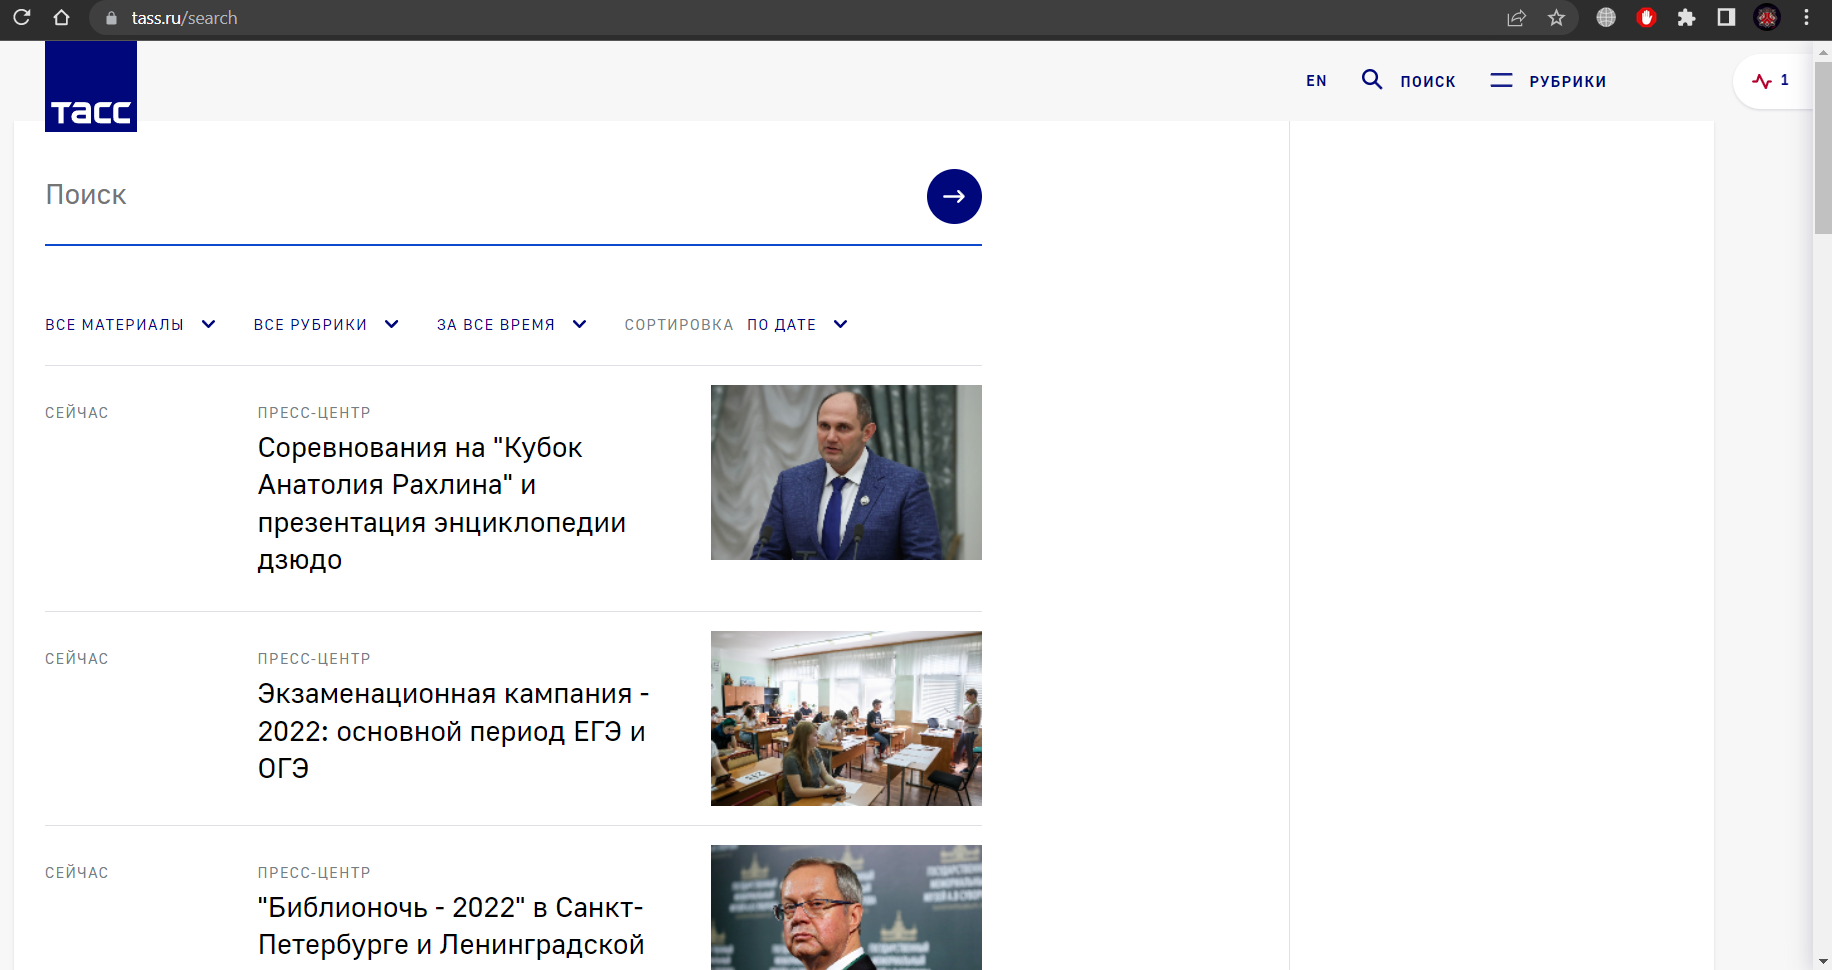 tass.ru/search
тасс
EN
ПОИСК
РУБРИКИ
1
Поиск
ВСЕ МАТЕРИАЛЫ
ВСЕ РУБРИКИ
ЗА ВСЕ ВРЕМЯ
СОРТИРОВКА ПО ДАТЕ
СЕЙЧАС
ПРЕСС-ЦЕНТР
Соревнования на "Кубок
Анатолия Рахлина" и
презентация энциклопедии
дзюдо
СЕЙЧАС
ПРЕСС-ЦЕНТР
Экзаменационная кампания -
2022: основной период ЕГЭ и
ОГЭ
СЕЙЧАС
ПРЕСС-ЦЕНТР
"Библионочь - 2022" в Санкт-
Петербурге и Ленинградской